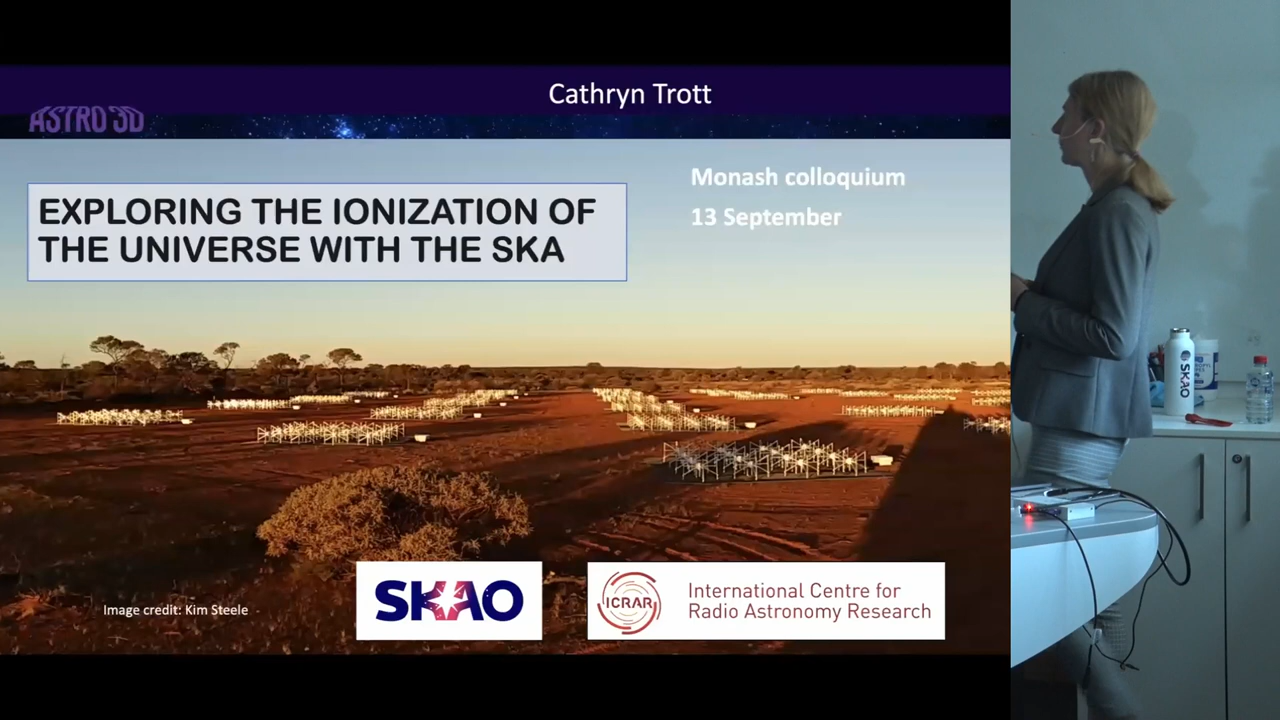 Cathryn Trott
ASTRO 3D
Monash colloquium
13 September
EXPLORING THE IONIZATION OF
THE UNIVERSE WITH THE SKA
SKAO
Image credit: Kim Steele
SKAO
ICRAR
International Centre for
Radio Astronomy Research